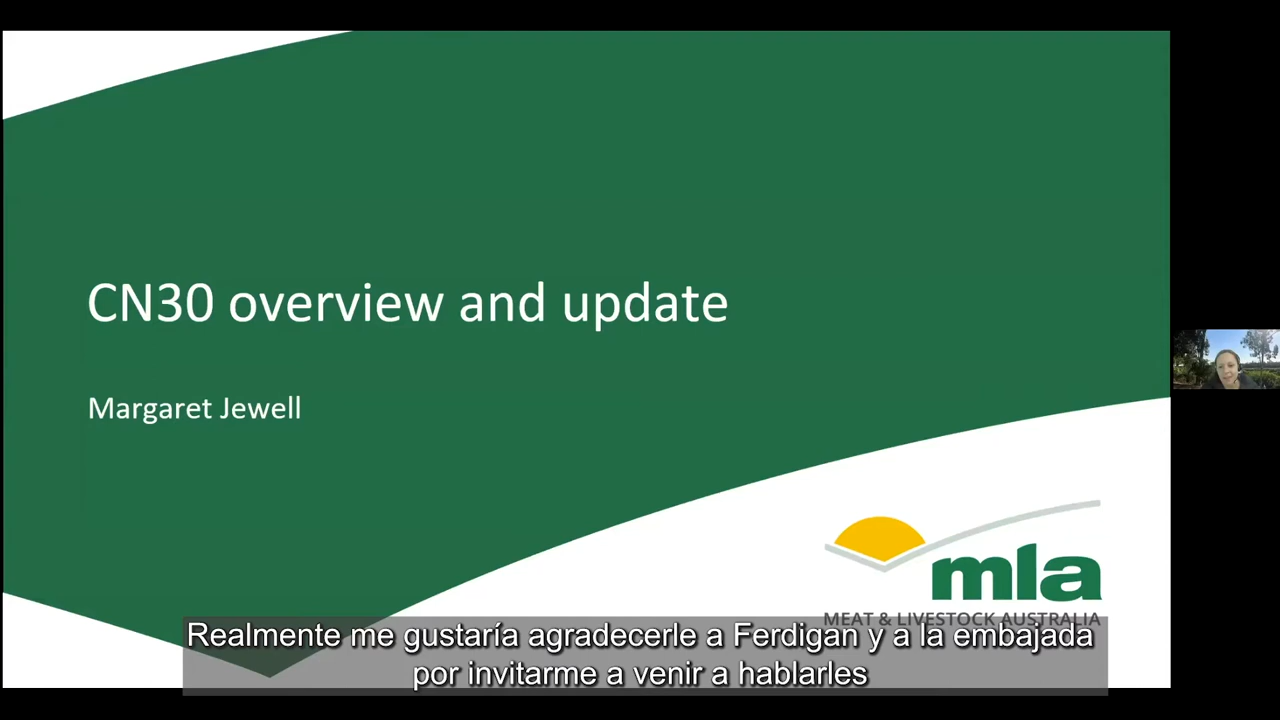 CN30 overview and update
Margaret Jewell
mla
MEAT & LIVESTOCK AUSTRALIA
Realmente me gustaría agradecerle a Ferdigan y a la embajada
por invitarme a venir a hablarles